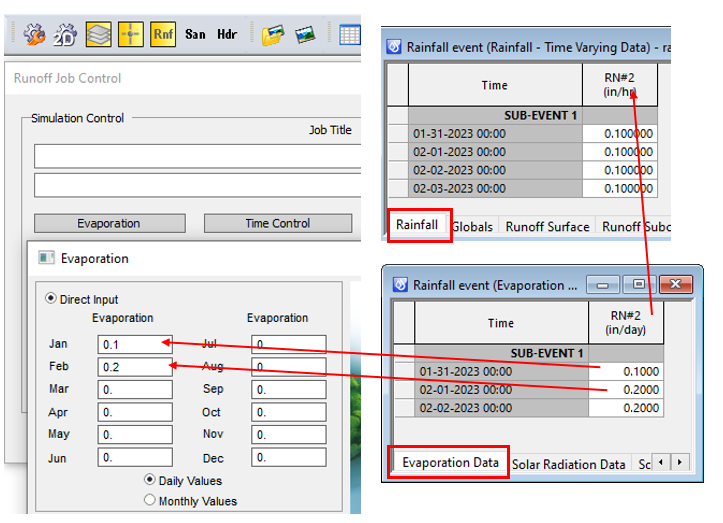 2D Rnf San Hdr
Runoff Job Control
Simulation Control
Job Title
Evaporation Time Control
Evaporation
Direct Input
Evaporation Evaporation
Jan 0.1 Jul 0.
Feb 0.2 Aug 0.
Mar 0. Sep 0.
Apr 0. Oct 0.
May 0. Nov 0.
Jun 0. Dec 0.
Daily Values
Monthly Values
Rainfall event (Rainfall - Time Varying Data) - ra
Time RN#2
(in/hr)
SUB-EVENT 1
01-31-2023 00:00 0.100000
02-01-2023 00:00 0.100000
02-02-2023 00:00 0.100000
02-03-2023 00:00 0.100000
Rainfall Globals Runoff Surface Runoff Subc
Rainfall event (Evaporation ...
Time RN#2
(in/day)
SUB-EVENT 1
01-31-2023 00:00 0.1000
02-01-2023 00:00 0.2000
02-02-2023 00:00 0.2000
Evaporation Data Solar Radiation Data Sc